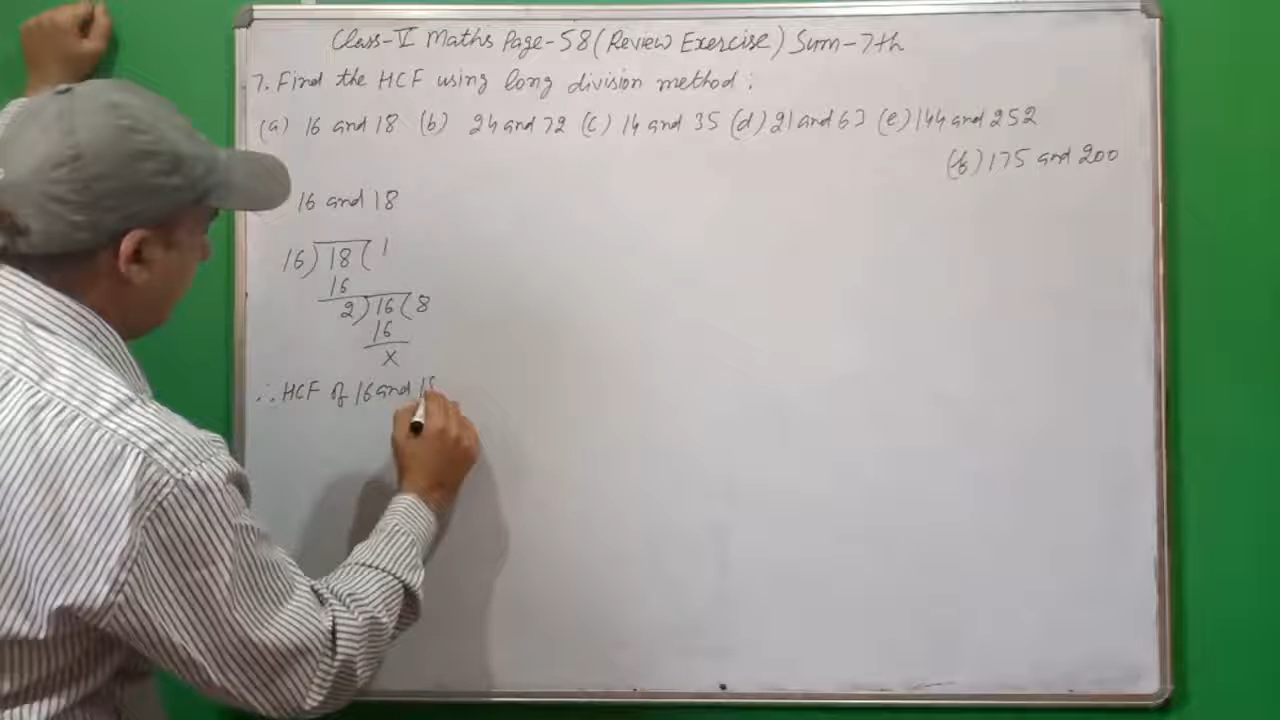 Class-V Maths Page-58 (Review Exercise) Sum-7th
7. Find the HCF using long division method :
(a) 16 and 18 (b) 24 and 72 (c) 14 and 35 (d) 21 and 63 (e) 144 and 252
(f) 175 and 200
16 and 18
16) 18 ( 1
16
2) 16 ( 8
16
x
∴ HCF of 16 and 18